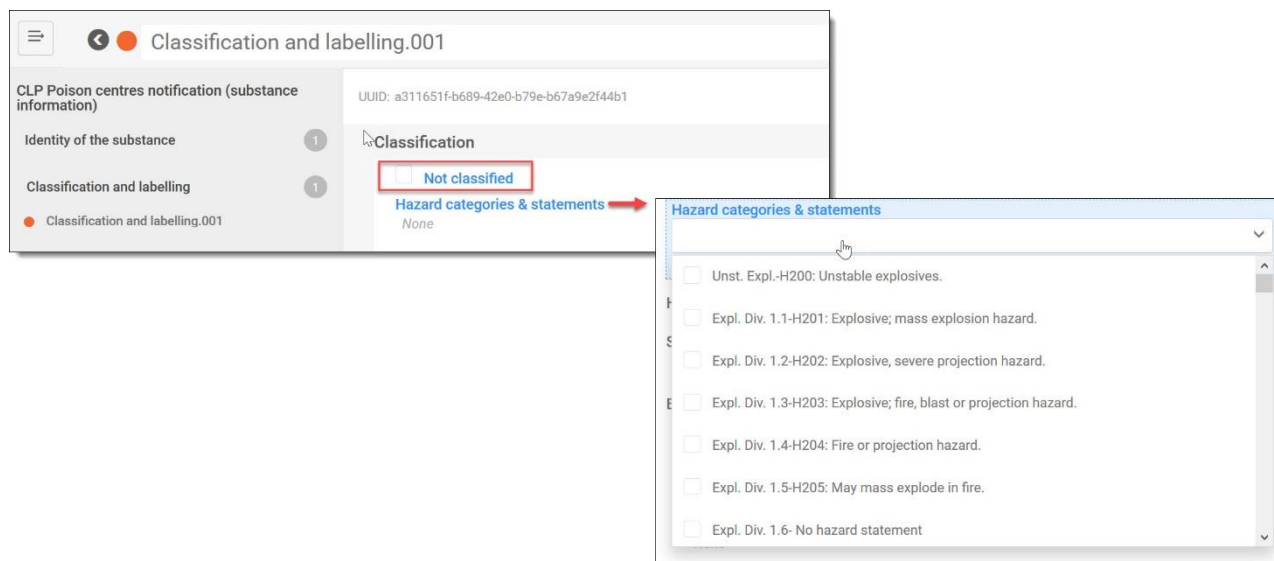 Classification and labelling.001
CLP Poison centres notification (substance
information)
Identity of the substance 1
Classification and labelling 1
Classification and labelling.001
UUID: a311651f-b689-42e0-b79e-b67a9e2f44b1
Classification
Not classified
Hazard categories & statements
None
Hazard categories & statements
Unst. Expl.-H200: Unstable explosives.
Expl. Div. 1.1-H201: Explosive; mass explosion hazard.
Expl. Div. 1.2-H202: Explosive, severe projection hazard.
Expl. Div. 1.3-H203: Explosive; fire, blast or projection hazard.
Expl. Div. 1.4-H204: Fire or projection hazard.
Expl. Div. 1.5-H205: May mass explode in fire.
Expl. Div. 1.6- No hazard statement